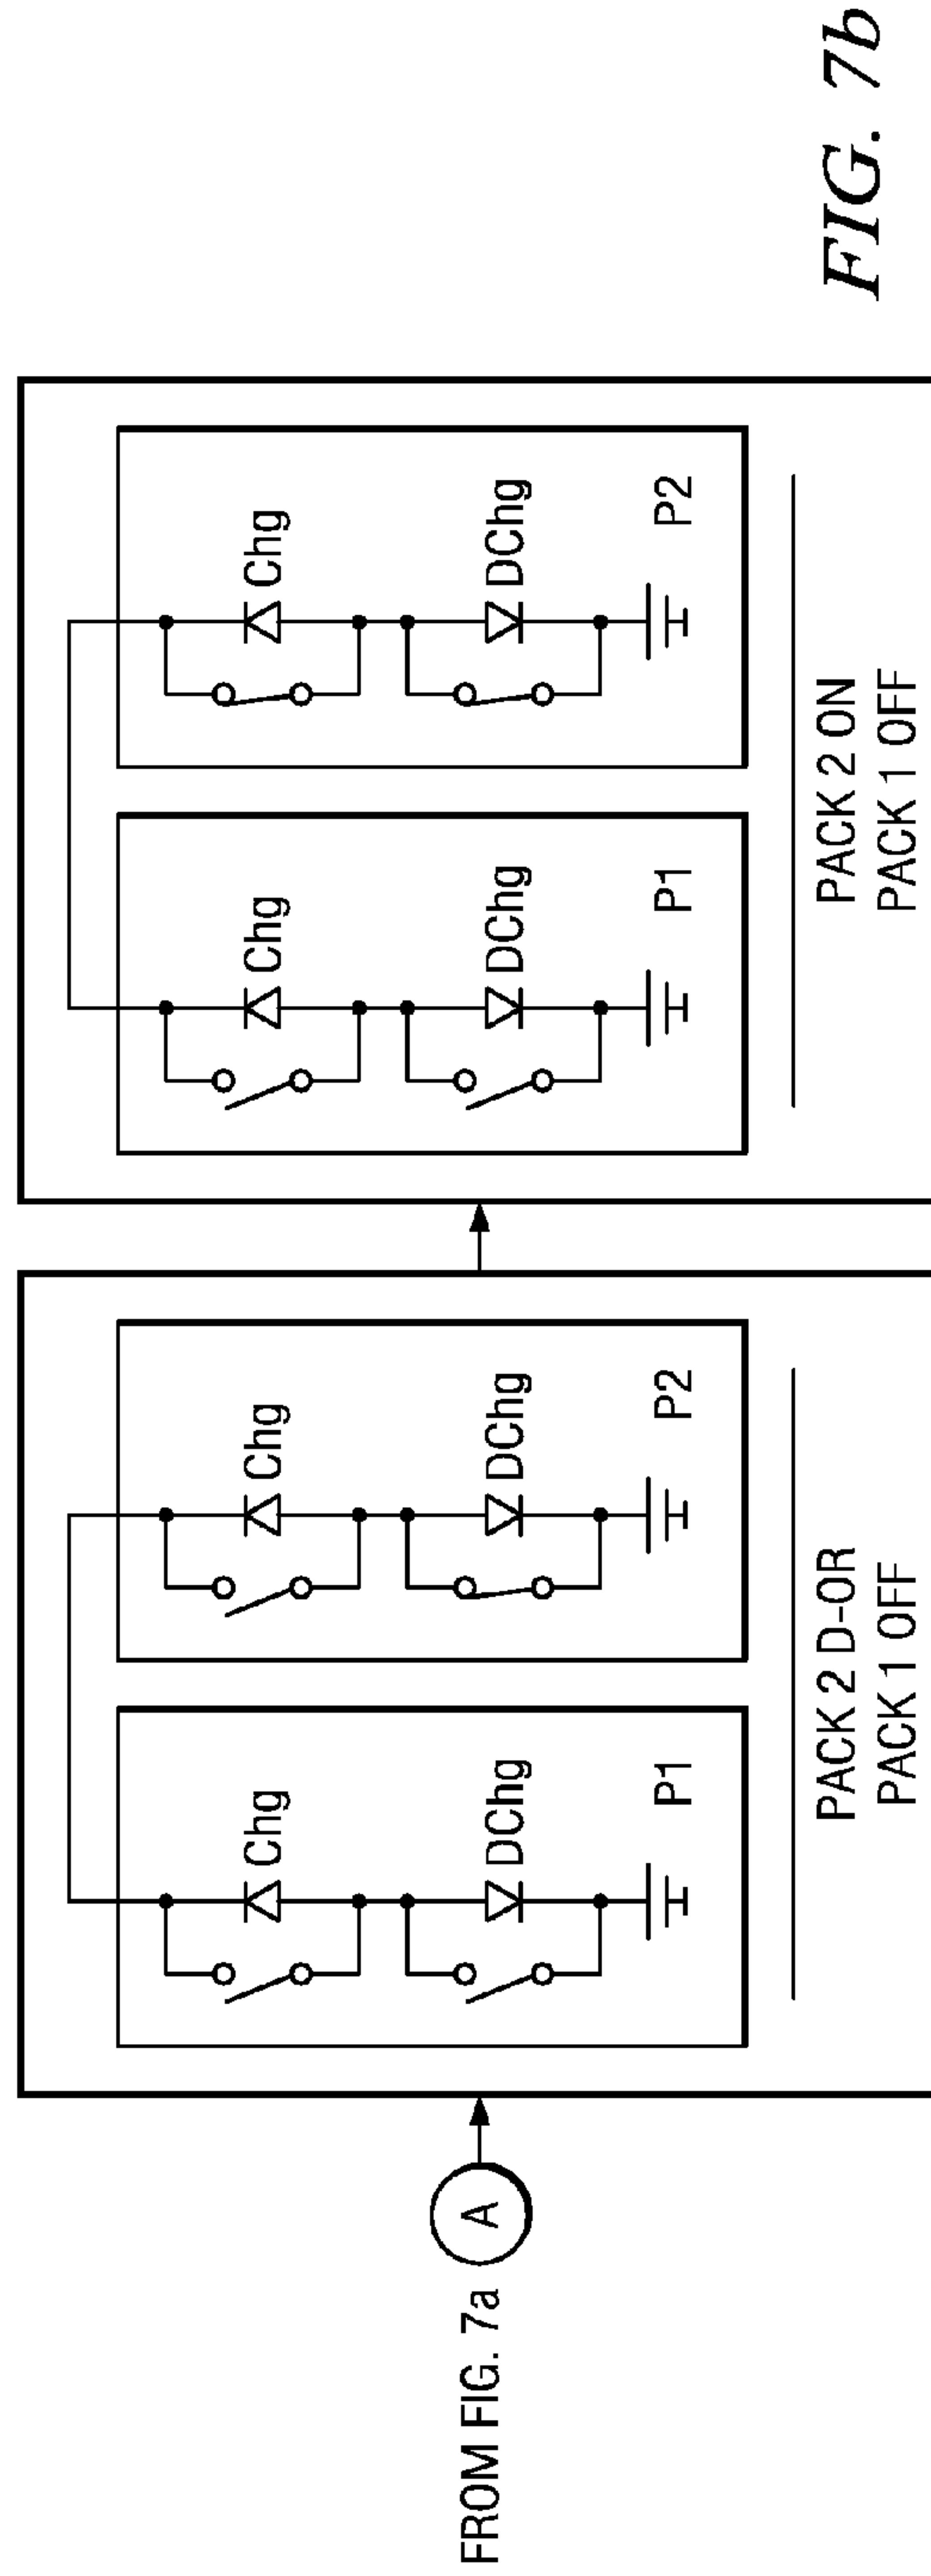 FROM FIG. 7a
A
Chg
DChg
P1
Chg
DChg
P2
PACK 2 D-OR
PACK 1 OFF
Chg
DChg
P1
Chg
DChg
P2
PACK 2 ON
PACK 1 OFF
FIG. 7b